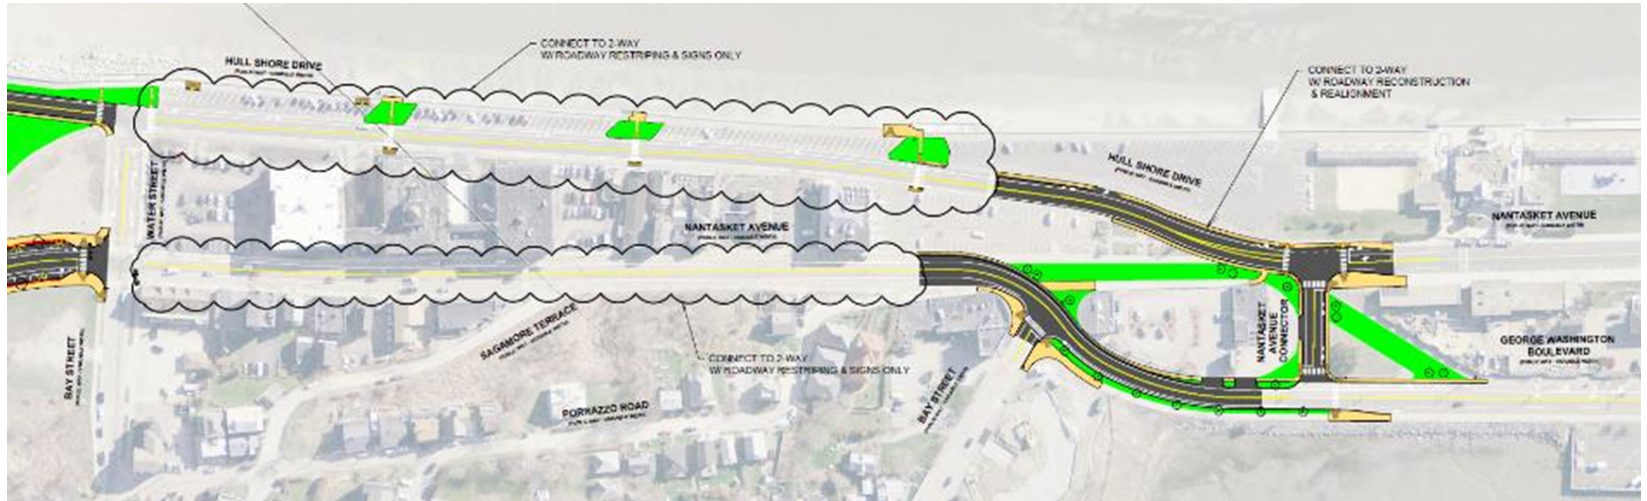 CONNECT TO 2-WAY
W/ ROADWAY RESTRIPING & SIGNS ONLY
HULL SHORE DRIVE
CONNECT TO 2-WAY
W/ ROADWAY RECONSTRUCTION
& REALIGNMENT
HULL SHORE DRIVE
WATER STREET
NANTASKET AVENUE
NANTASKET AVENUE
SAGAMORE TERRACE
NANTASKET
AVENUE
CONNECTOR
GEORGE WASHINGTON
BOULEVARD
BAY STREET
CONNECT TO 2-WAY
W/ ROADWAY RESTRIPING & SIGNS ONLY
BAY STREET
PORRAZZO ROAD